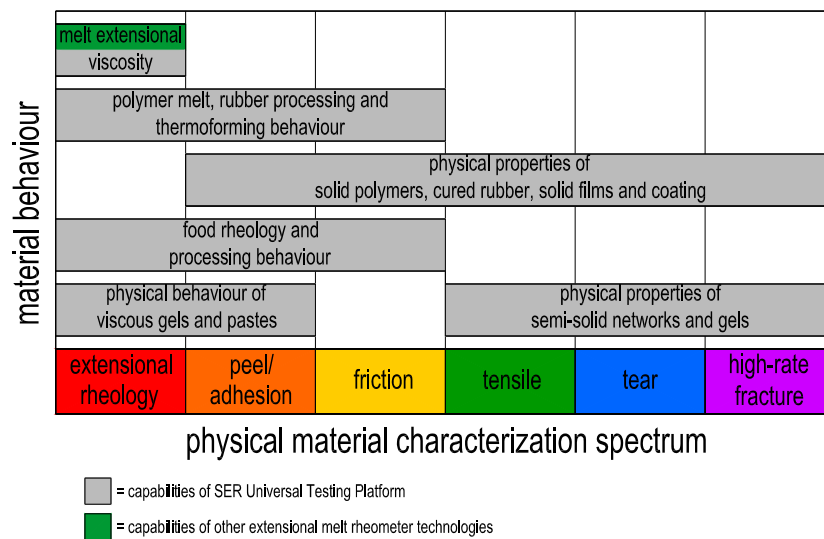 melt extensional
viscosity
polymer melt, rubber processing and
thermoforming behaviour
physical properties of
solid polymers, cured rubber, solid films and coating
food rheology and
processing behaviour
physical behaviour of
viscous gels and pastes
physical properties of
semi-solid networks and gels
material behaviour
extensional
rheology
peel/
adhesion
friction
tensile
tear
high-rate
fracture
physical material characterization spectrum
= capabilities of SER Universal Testing Platform
= capabilities of other extensional melt rheometer technologies